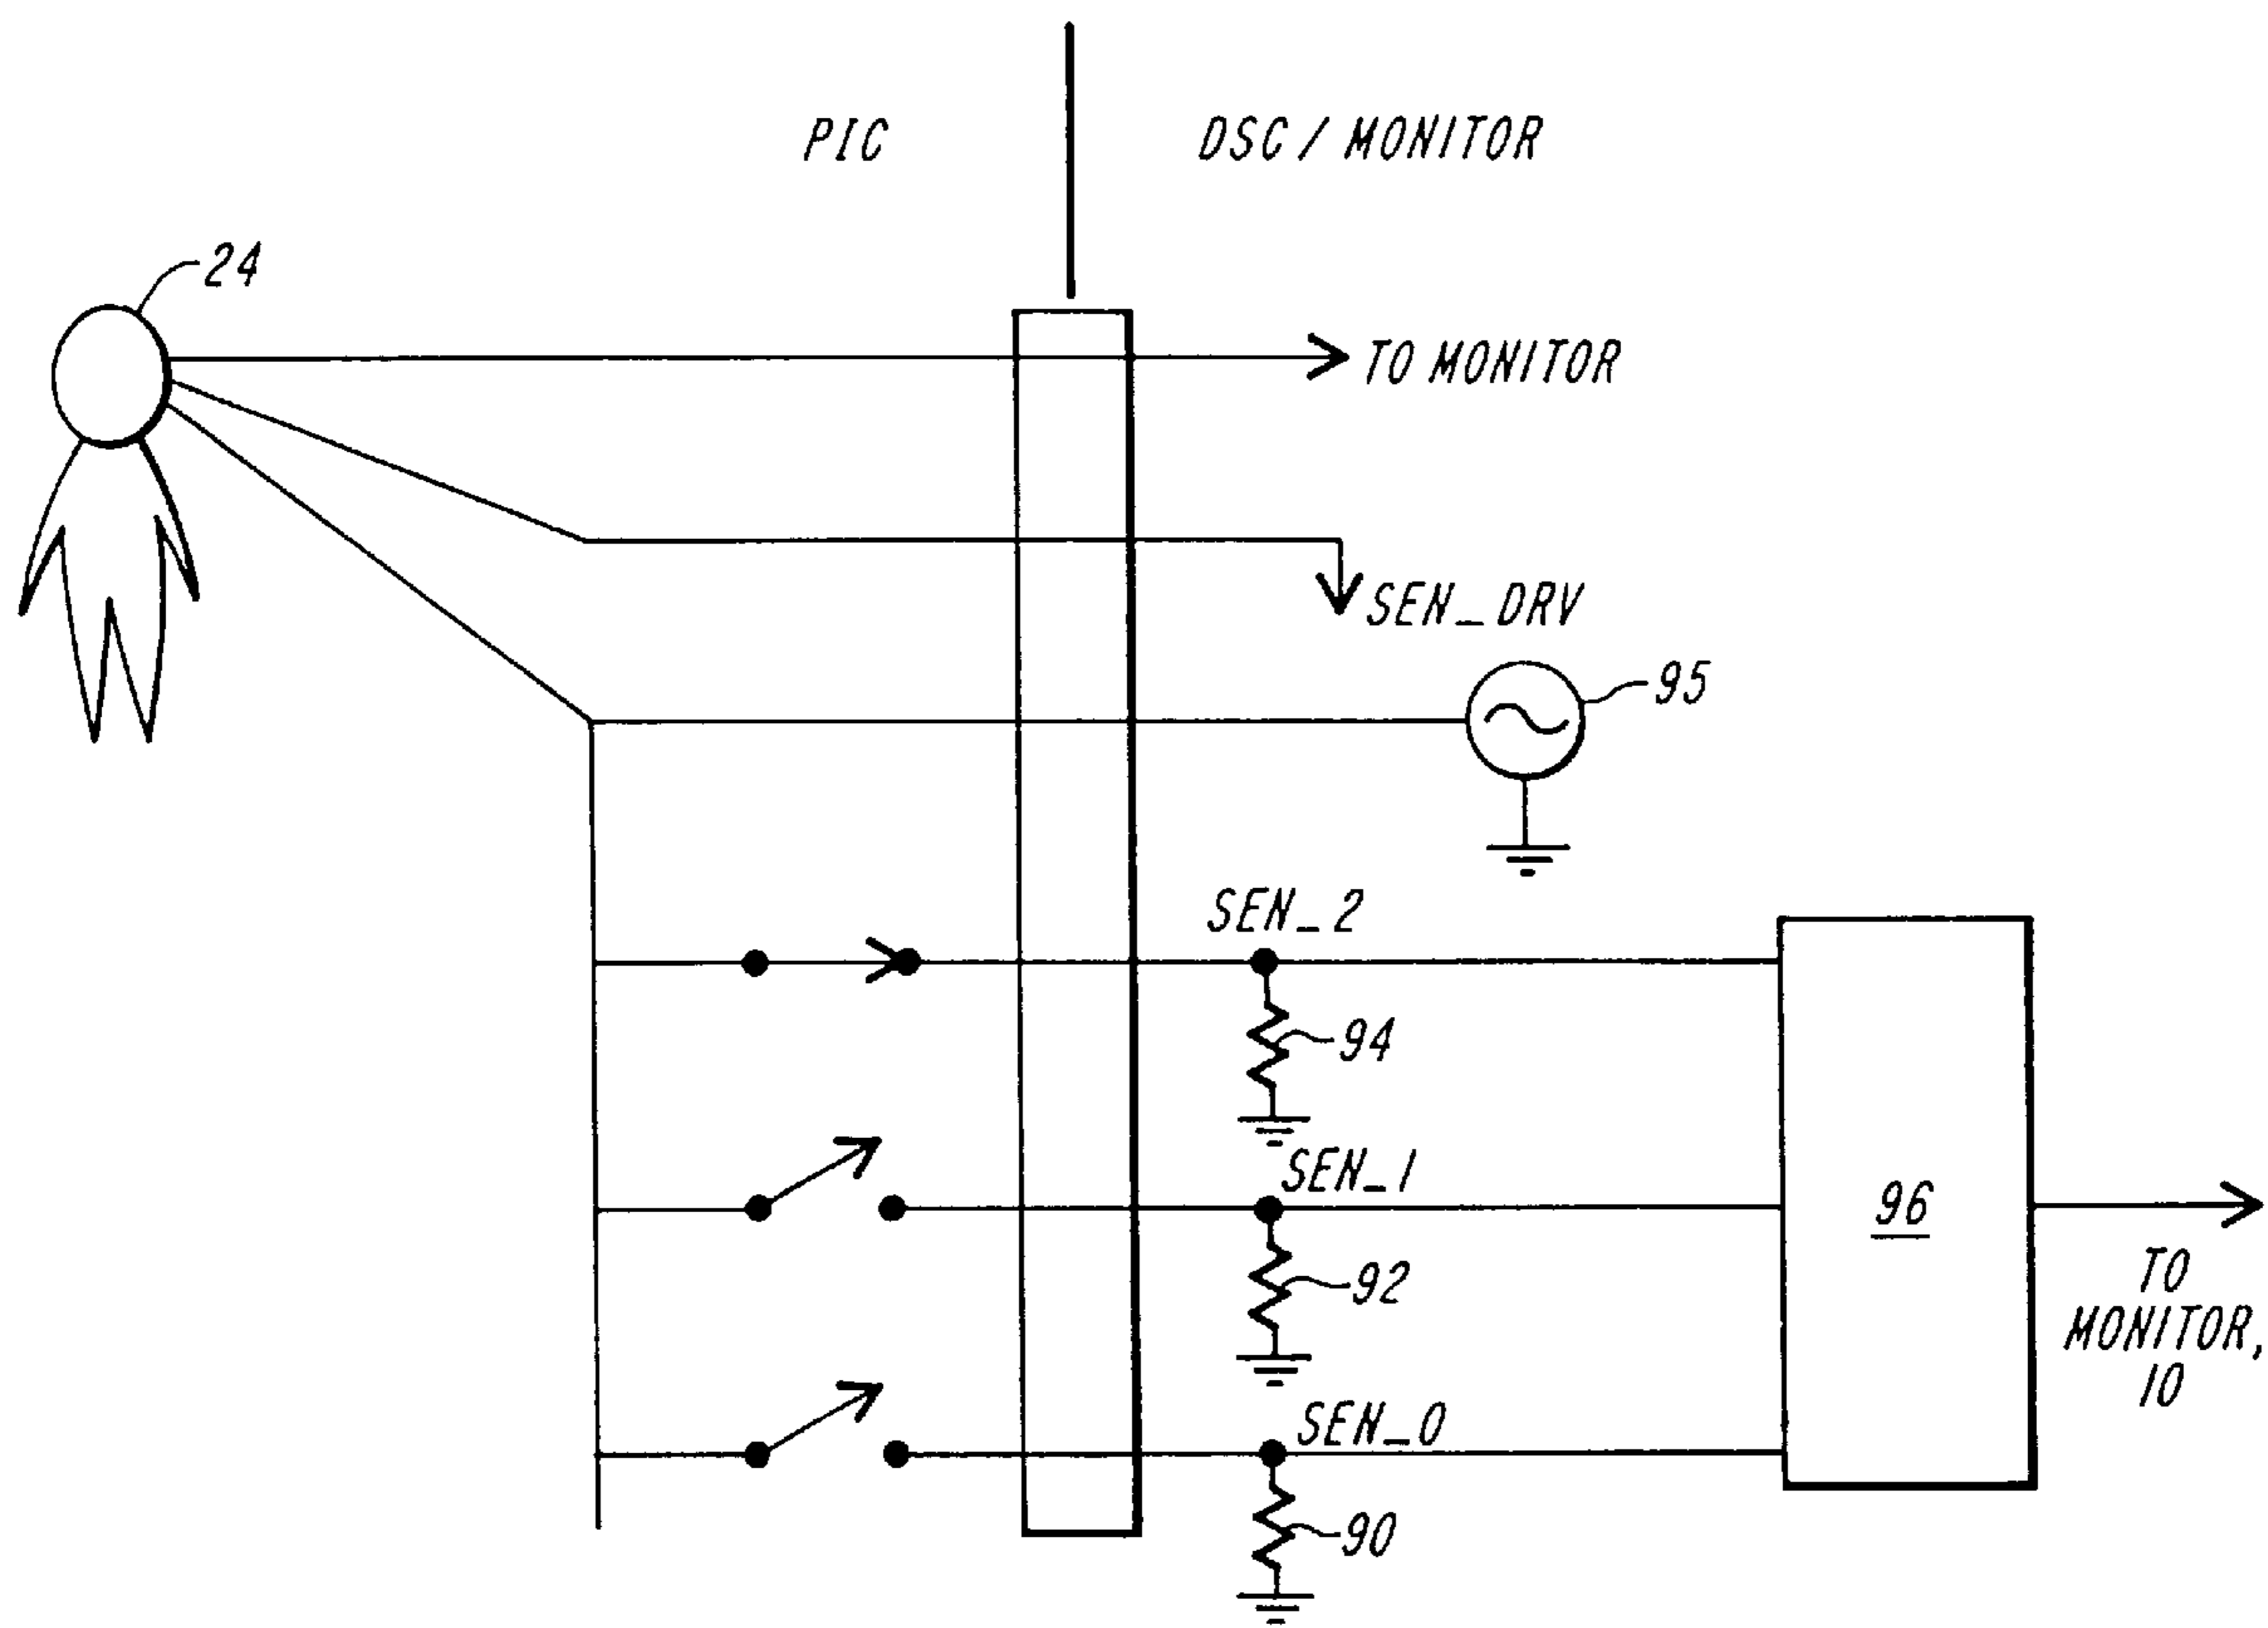 PIC
DSC / MONITOR
24
TO MONITOR
SEN_DRV
95
SEN_2
94
SEN_1
96
92
TO
MONITOR,
10
SEN_0
90